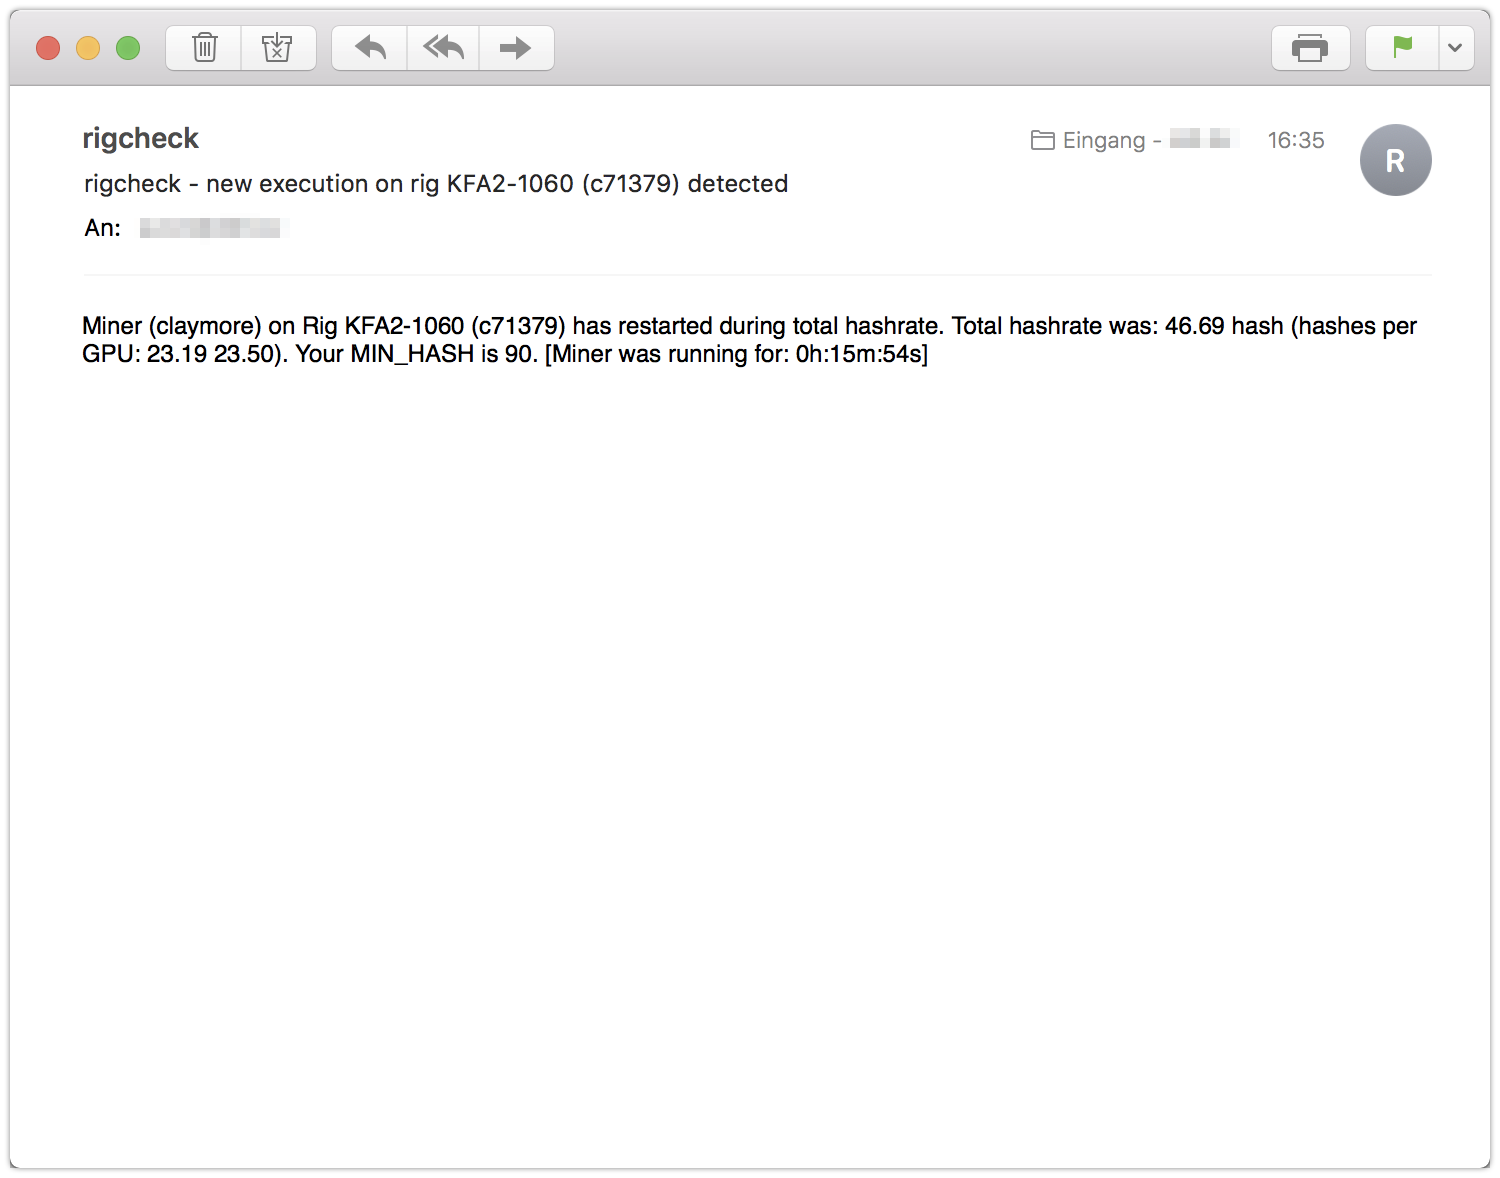 rigcheck
Eingang -
16:35
R
rigcheck - new execution on rig KFA2-1060 (c71379) detected
An:
Miner (claymore) on Rig KFA2-1060 (c71379) has restarted during total hashrate. Total hashrate was: 46.69 hash (hashes per
GPU: 23.19 23.50). Your MIN_HASH is 90. [Miner was running for: 0h:15m:54s]